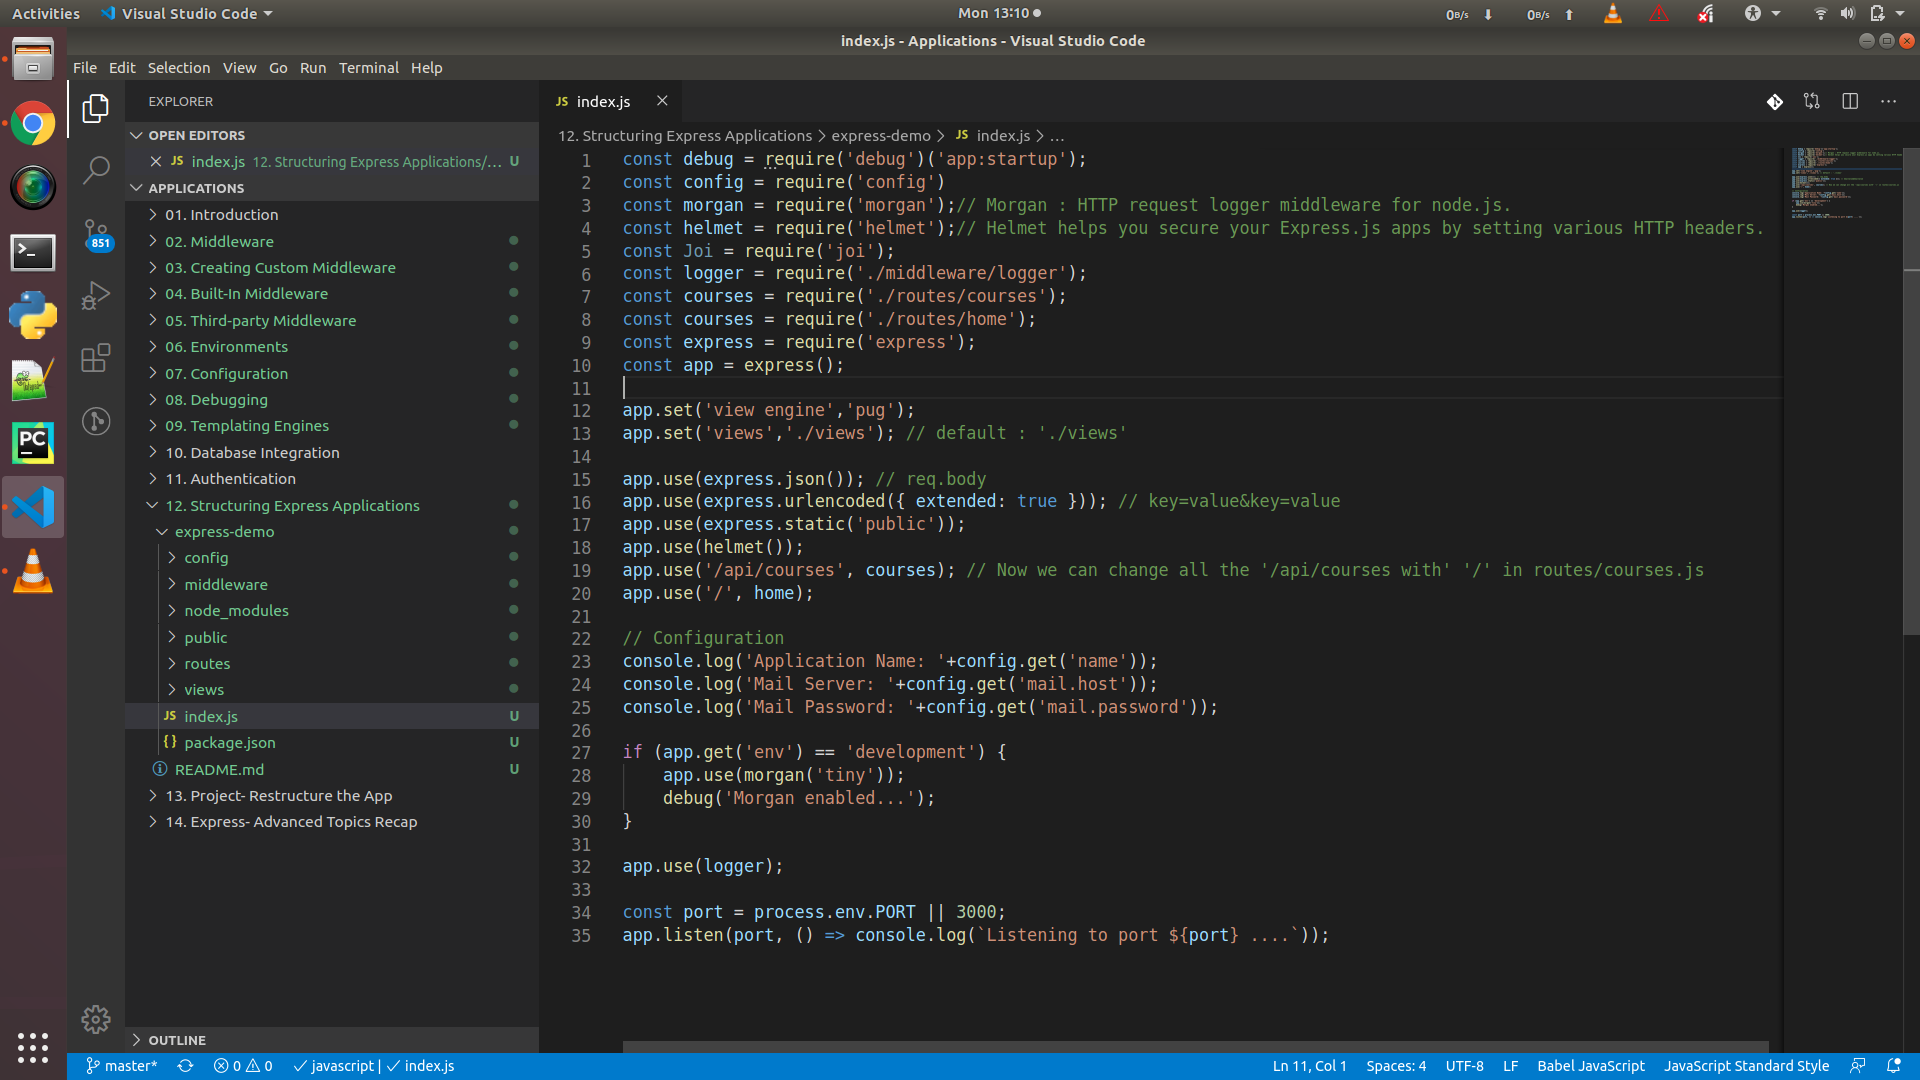 Activities Visual Studio Code Mon 13:10 0B/s 0B/s
index.js - Applications - Visual Studio Code
File Edit Selection View Go Run Terminal Help
EXPLORER
OPEN EDITORS
JS index.js 12. Structuring Express Applications/... U
APPLICATIONS
01. Introduction
02. Middleware
03. Creating Custom Middleware
04. Built-In Middleware
05. Third-party Middleware
06. Environments
07. Configuration
08. Debugging
09. Templating Engines
10. Database Integration
11. Authentication
12. Structuring Express Applications
express-demo
config
middleware
node_modules
public
routes
views
JS index.js U
{} package.json U
README.md U
13. Project- Restructure the App
14. Express- Advanced Topics Recap
OUTLINE
851
PC
JS index.js
12. Structuring Express Applications > express-demo > JS index.js > ...
1 const debug = require('debug')('app:startup');
2 const config = require('config')
3 const morgan = require('morgan');// Morgan : HTTP request logger middleware for node.js.
4 const helmet = require('helmet');// Helmet helps you secure your Express.js apps by setting various HTTP headers.
5 const Joi = require('joi');
6 const logger = require('./middleware/logger');
7 const courses = require('./routes/courses');
8 const courses = require('./routes/home');
9 const express = require('express');
10 const app = express();
11
12 app.set('view engine','pug');
13 app.set('views','./views'); // default : './views'
14
15 app.use(express.json()); // req.body
16 app.use(express.urlencoded({ extended: true })); // key=value&key=value
17 app.use(express.static('public'));
18 app.use(helmet());
19 app.use('/api/courses', courses); // Now we can change all the '/api/courses with' '/' in routes/courses.js
20 app.use('/', home);
21
22 // Configuration
23 console.log('Application Name: '+config.get('name'));
24 console.log('Mail Server: '+config.get('mail.host'));
25 console.log('Mail Password: '+config.get('mail.password'));
26
27 if (app.get('env') == 'development') {
28 app.use(morgan('tiny'));
29 debug('Morgan enabled...');
30 }
31
32 app.use(logger);
33
34 const port = process.env.PORT || 3000;
35 app.listen(port, () => console.log(`Listening to port ${port} ....`));
master* 0 0 javascript | index.js Ln 11, Col 1 Spaces: 4 UTF-8 LF Babel JavaScript JavaScript Standard Style